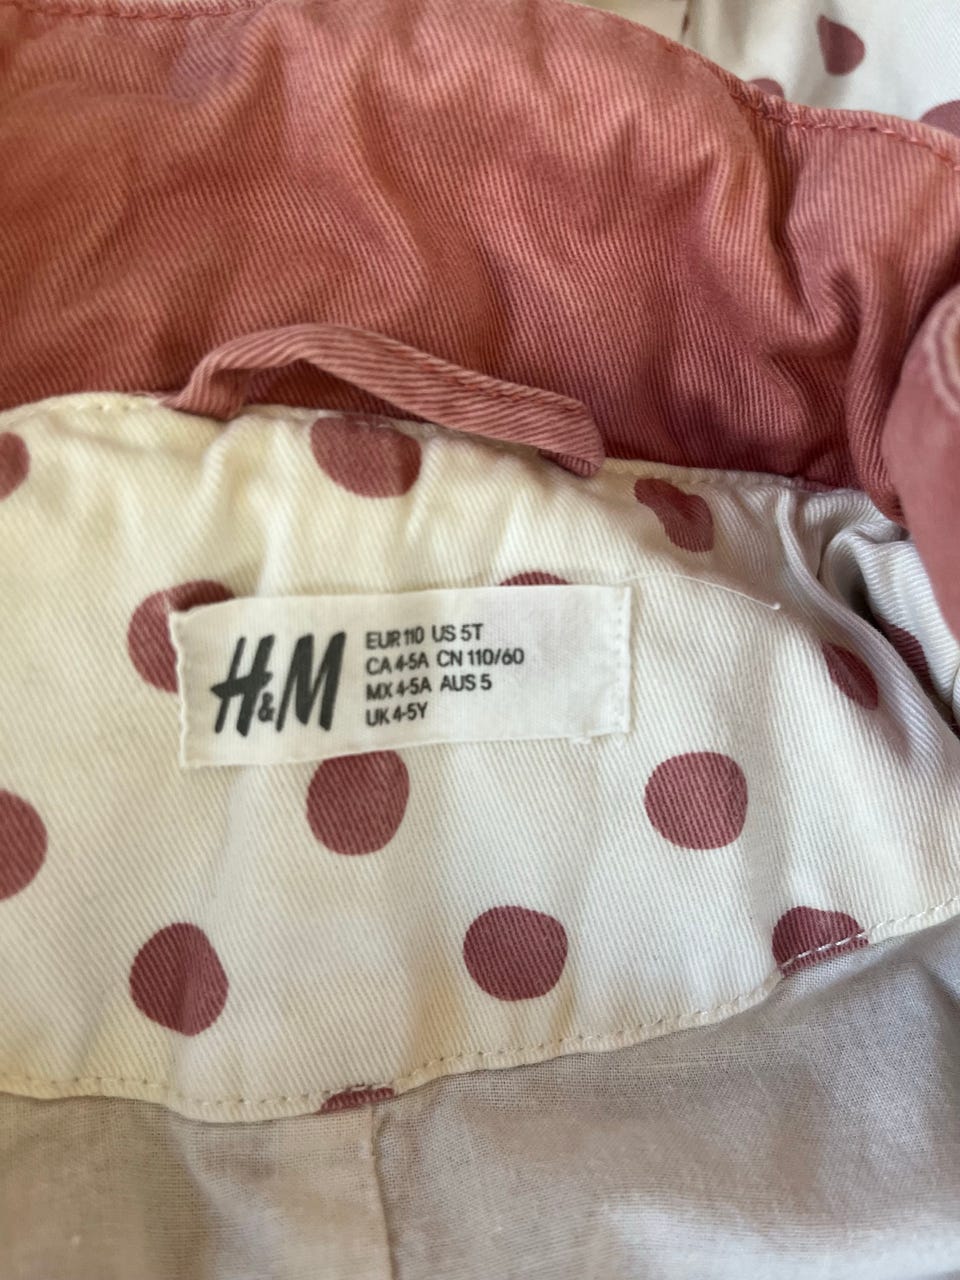 H&M
EUR 110 US 5T
CA 4-5A CN 110/60
MX 4-5A AUS 5
UK 4-5Y